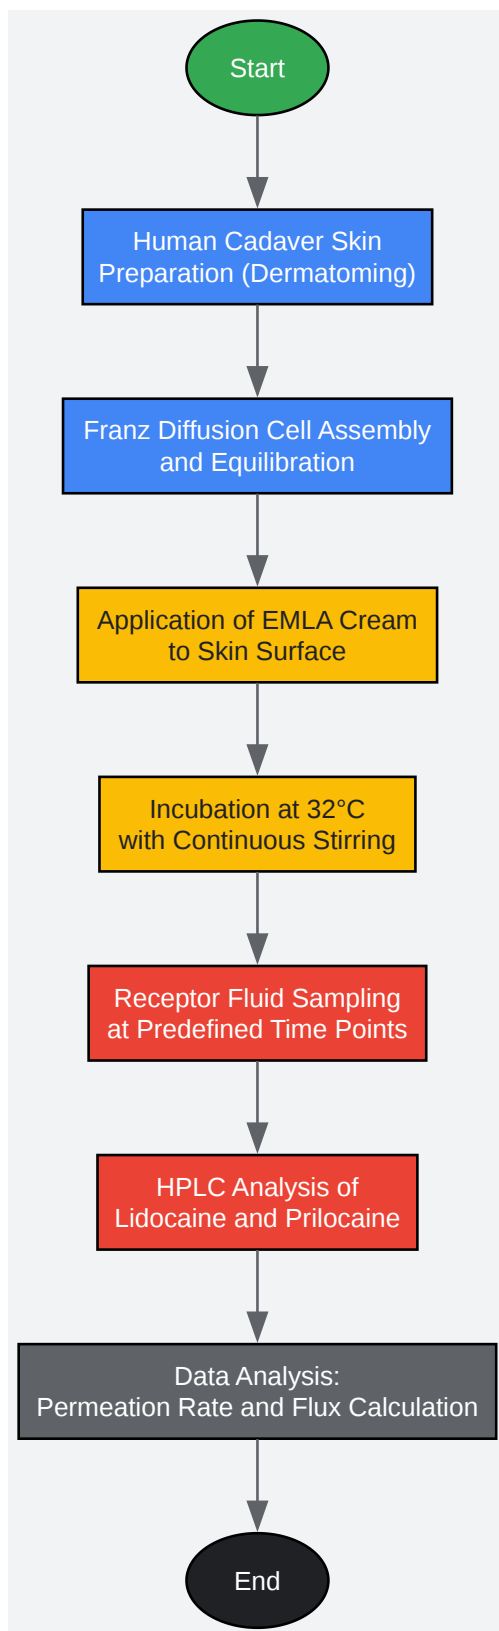 Start
Human Cadaver Skin
Preparation (Dermatoming)
Franz Diffusion Cell Assembly
and Equilibration
Application of EMLA Cream
to Skin Surface
Incubation at 32°C
with Continuous Stirring
Receptor Fluid Sampling
at Predefined Time Points
HPLC Analysis of
Lidocaine and Prilocaine
Data Analysis:
Permeation Rate and Flux Calculation
End